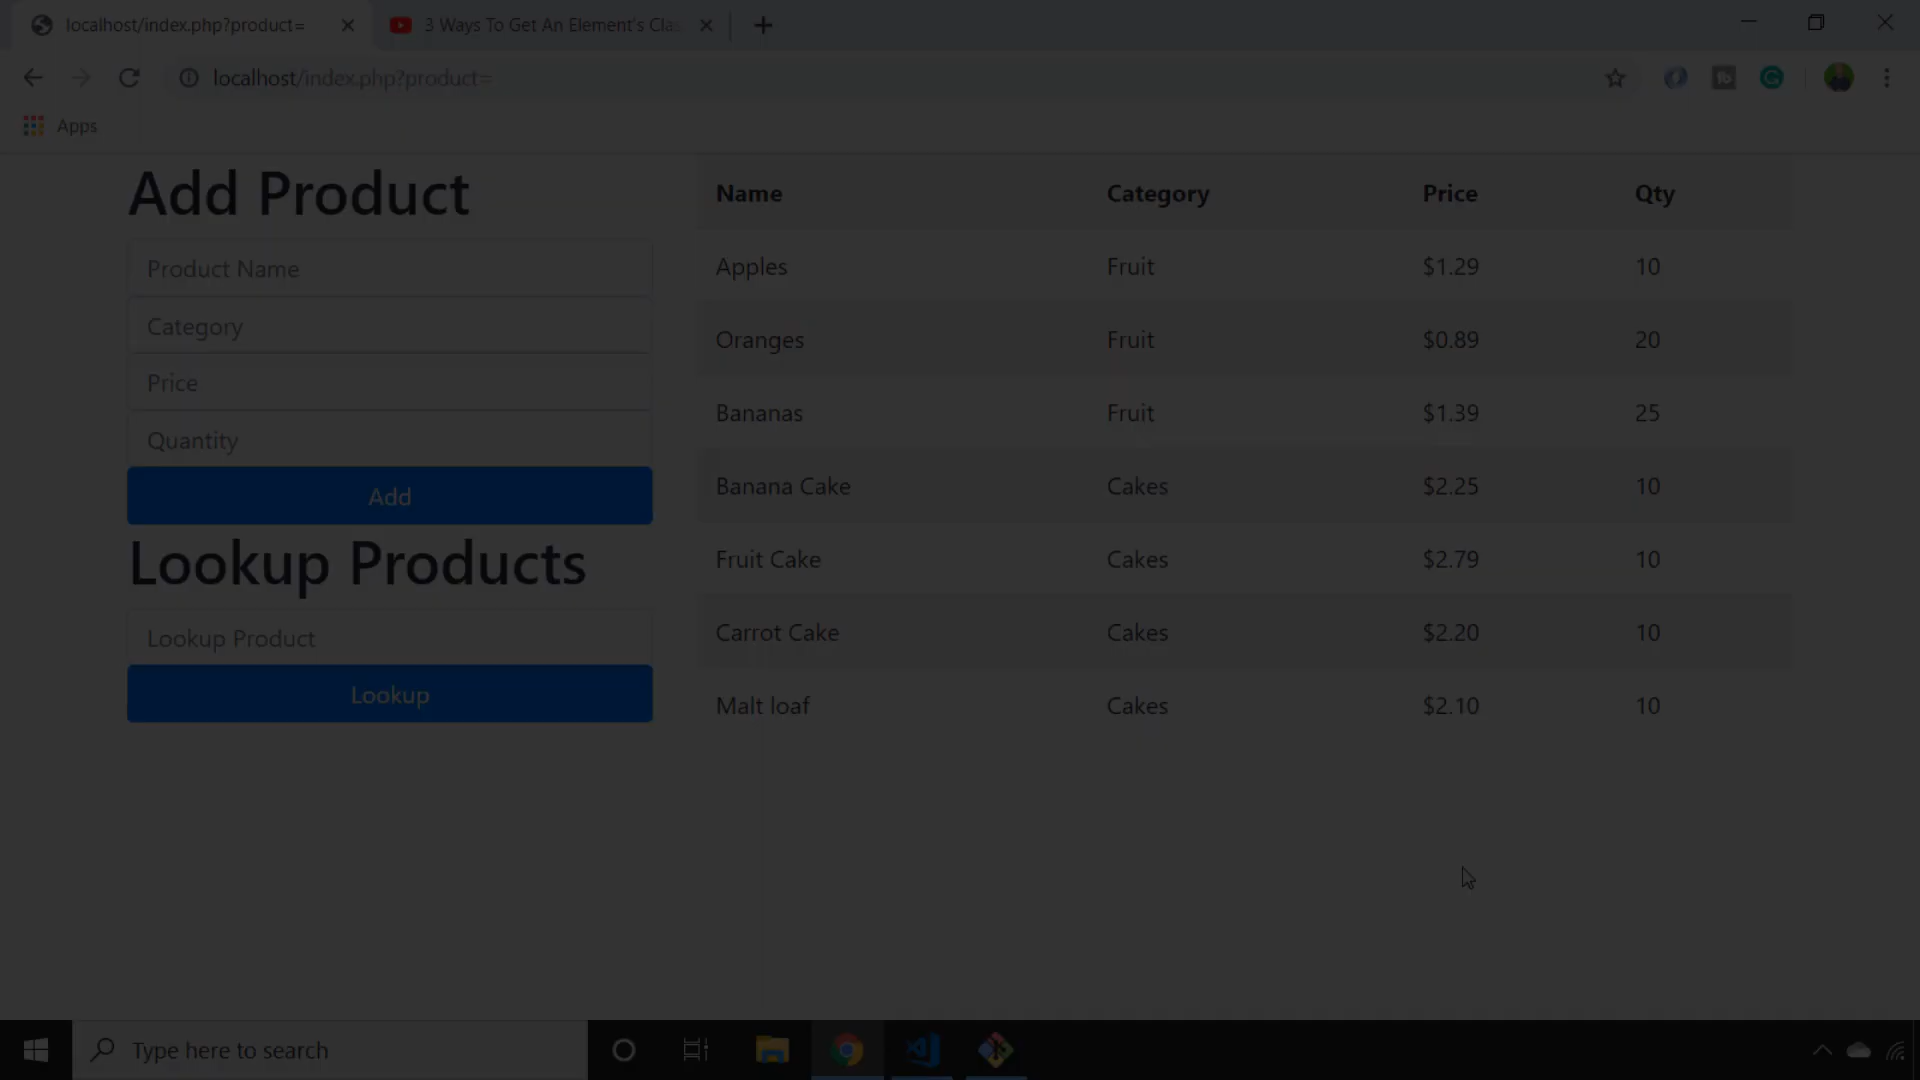 localhost/index.php?product=
3 Ways To Get An Element's Clas
localhost/index.php?product=
Apps
Add Product
Product Name
Category
Price
Quantity
Add
Lookup Products
Lookup Product
Lookup
Name Category Price Qty
Apples Fruit $1.29 10
Oranges Fruit $0.89 20
Bananas Fruit $1.39 25
Banana Cake Cakes $2.25 10
Fruit Cake Cakes $2.79 10
Carrot Cake Cakes $2.20 10
Malt loaf Cakes $2.10 10
Type here to search